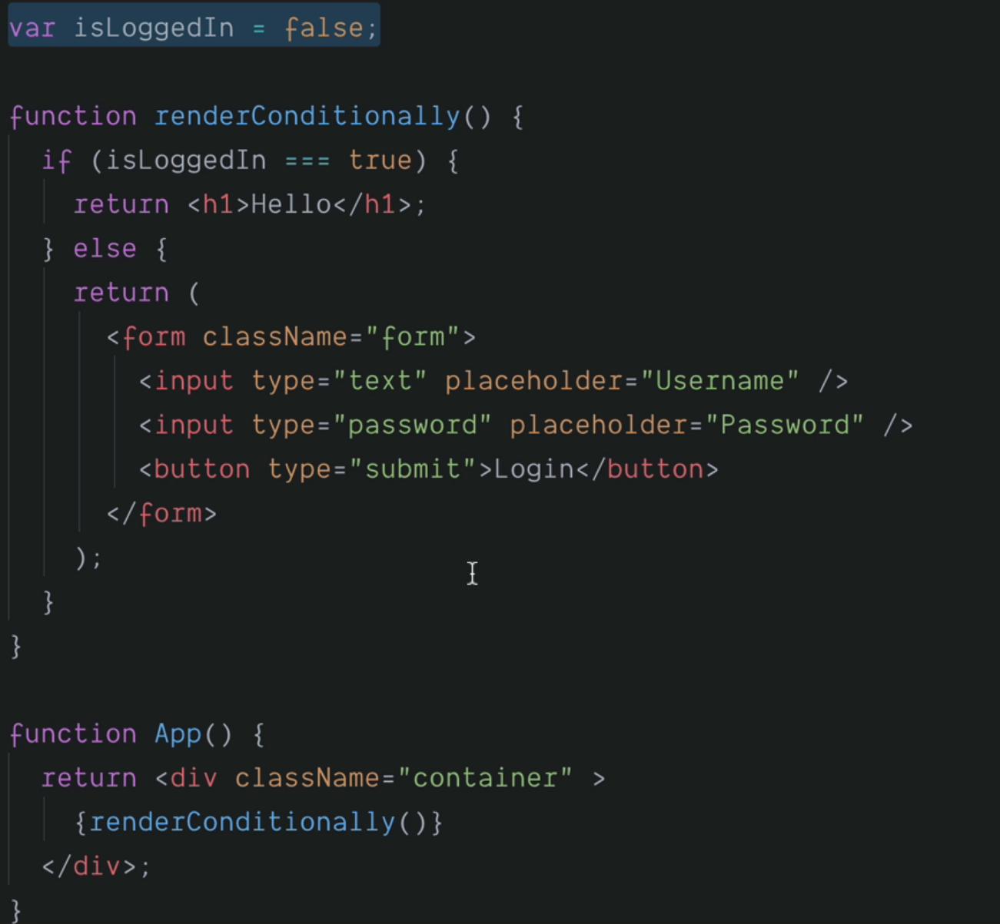 var isLoggedIn = false;
function renderConditionally() {
if (isLoggedIn === true) {
return <h1>Hello</h1>;
} else {
return (
<form className="form">
<input type="text" placeholder="Username" />
<input type="password" placeholder="Password" />
<button type="submit">Login</button>
</form>
);
}
}
function App() {
return <div className="container" >
{renderConditionally()}
</div>;
}